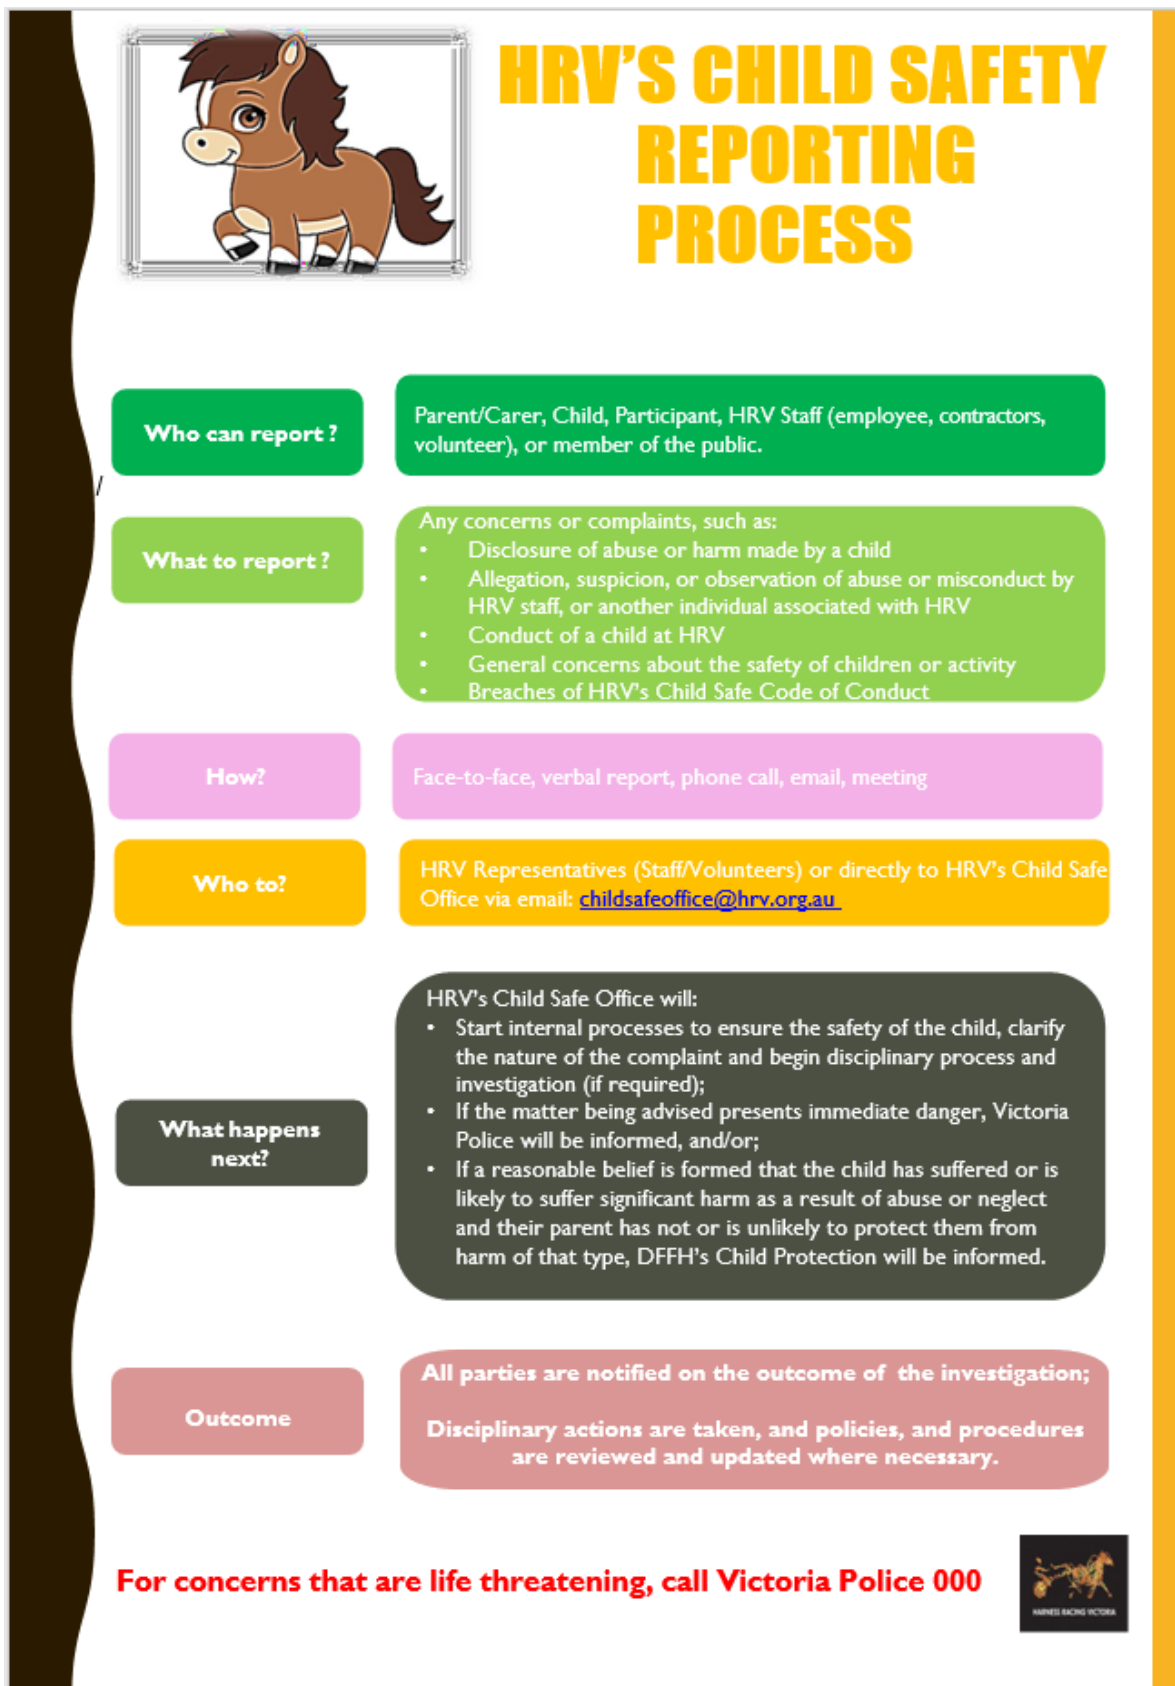 HRV'S CHILD SAFETY
REPORTING
PROCESS
Who can report ?
Parent/Carer, Child, Participant, HRV Staff (employee, contractors,
volunteer), or member of the public.
/
What to report ?
Any concerns or complaints, such as:
• Disclosure of abuse or harm made by a child
• Allegation, suspicion, or observation of abuse or misconduct by
HRV staff, or another individual associated with HRV
• Conduct of a child at HRV
• General concerns about the safety of children or activity
• Breaches of HRV's Child Safe Code of Conduct
How?
Face-to-face, verbal report, phone call, email, meeting
Who to?
HRV Representatives (Staff/Volunteers) or directly to HRV's Child Safe
Office via email: childsafeoffice@hrv.org.au
What happens
next?
HRV's Child Safe Office will:
• Start internal processes to ensure the safety of the child, clarify
the nature of the complaint and begin disciplinary process and
investigation (if required);
• If the matter being advised presents immediate danger, Victoria
Police will be informed, and/or;
• If a reasonable belief is formed that the child has suffered or is
likely to suffer significant harm as a result of abuse or neglect
and their parent has not or is unlikely to protect them from
harm of that type, DFFH's Child Protection will be informed.
Outcome
All parties are notified on the outcome of the investigation;
Disciplinary actions are taken, and policies, and procedures
are reviewed and updated where necessary.
For concerns that are life threatening, call Victoria Police 000
HARNESS RACING VICTORIA